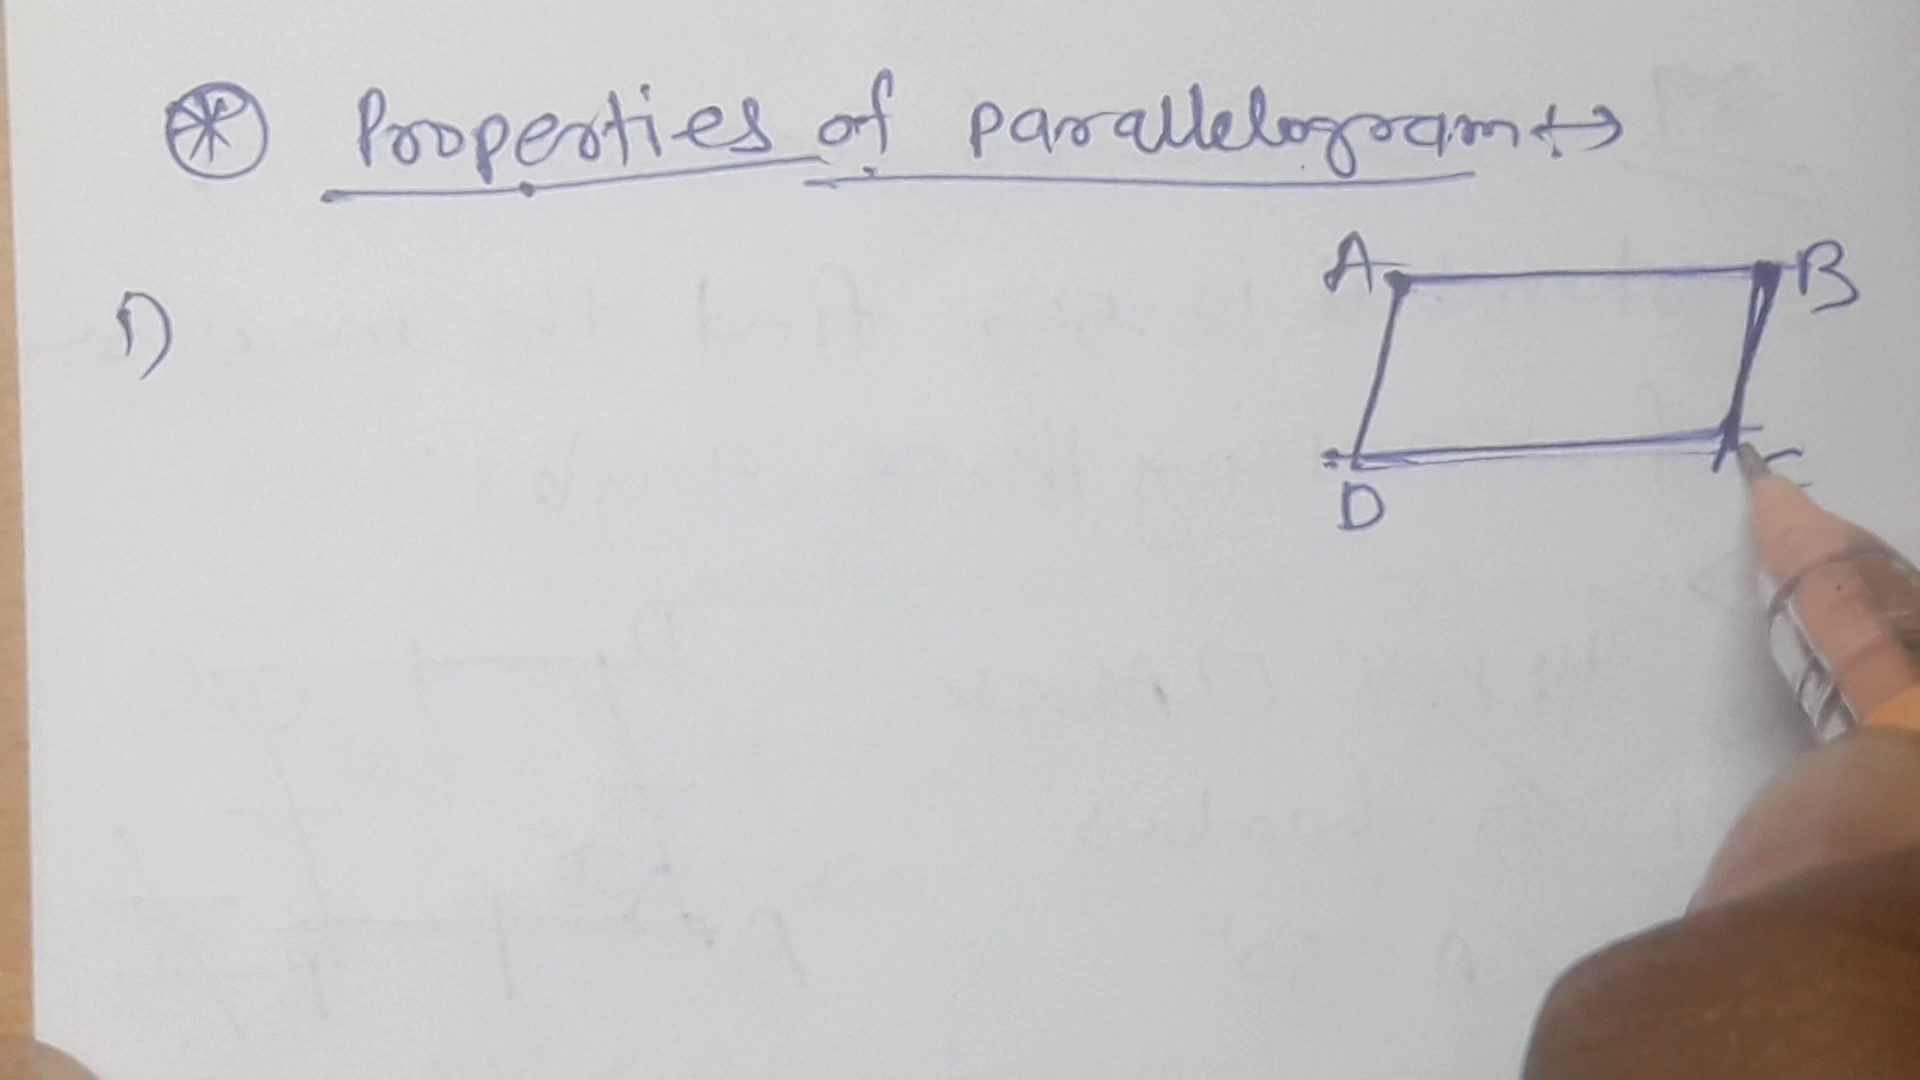 Properties of parallelogram :→
A B
1)
D C